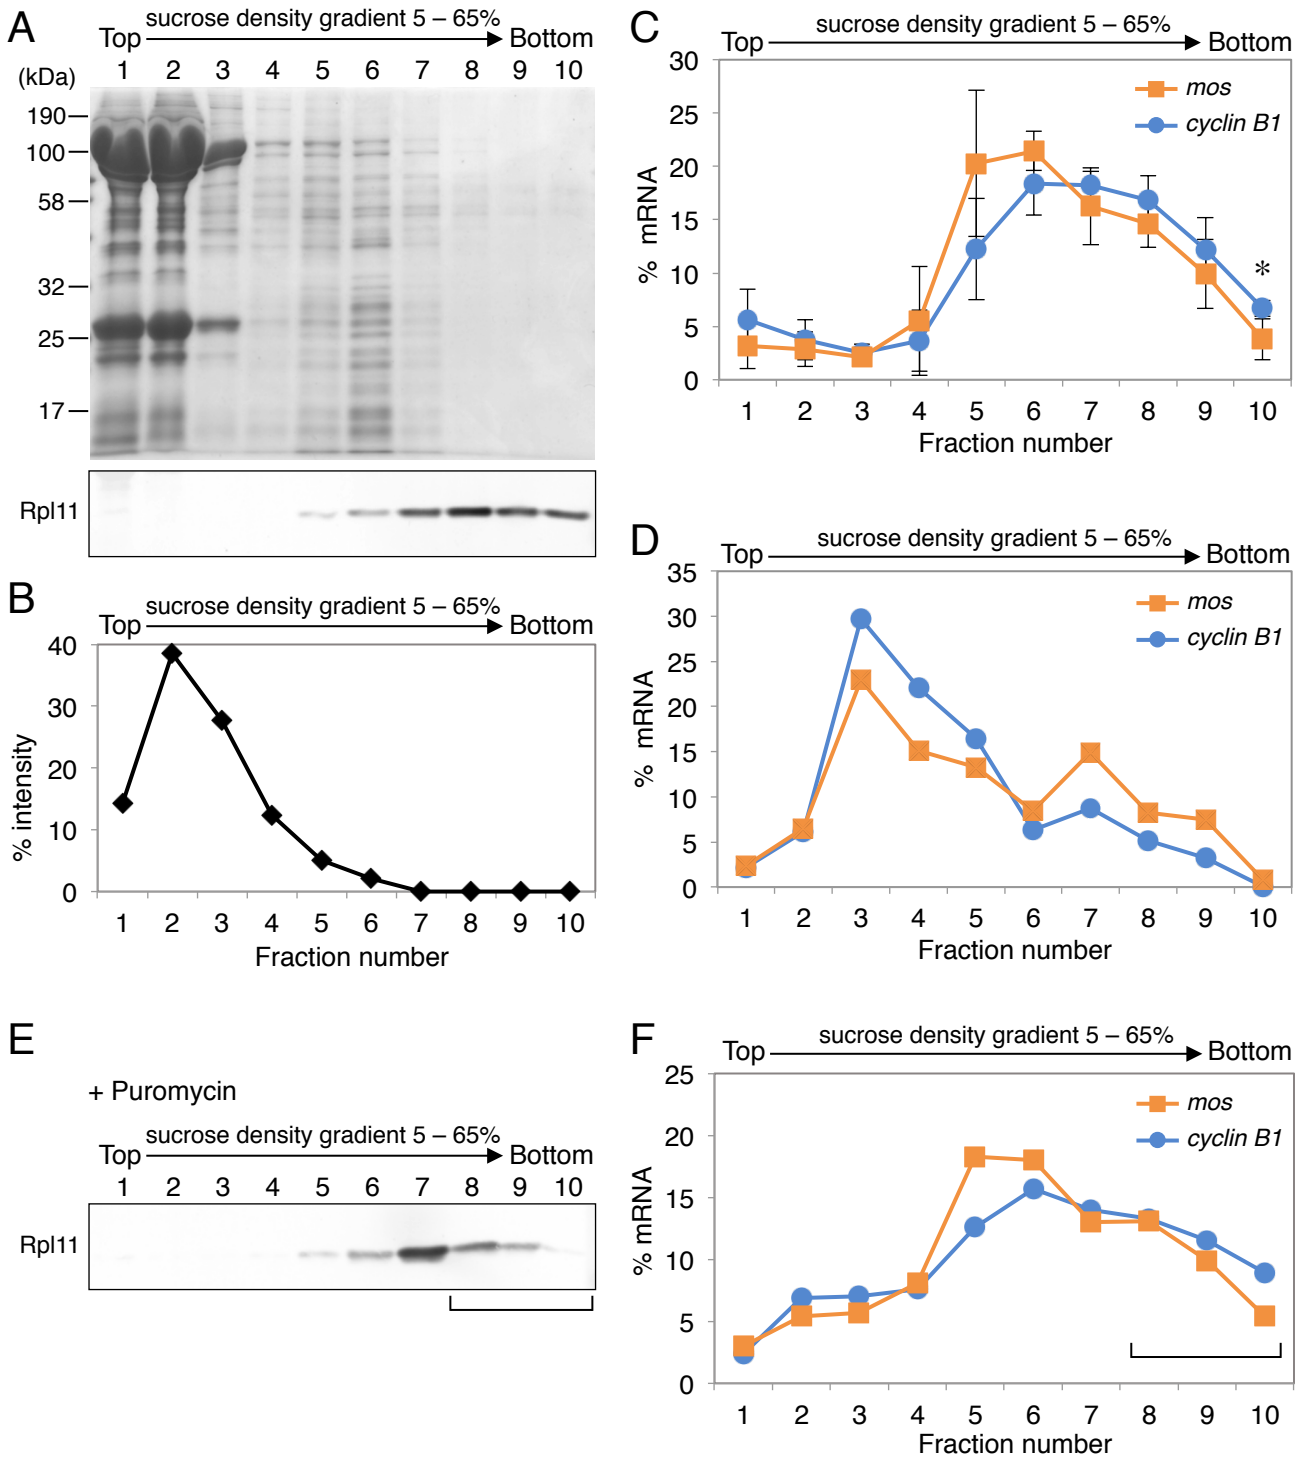 A
sucrose density gradient 5 – 65%
Top Bottom
(kDa) 1 2 3 4 5 6 7 8 9 10
190
100
58
32
25
17
Rpl11
B
sucrose density gradient 5 – 65%
Top Bottom
40
30
20
10
0
% intensity
1 2 3 4 5 6 7 8 9 10
Fraction number
C
sucrose density gradient 5 – 65%
Top Bottom
30
25
20
15
10
5
0
% mRNA
mos
cyclin B1
*
1 2 3 4 5 6 7 8 9 10
Fraction number
D
sucrose density gradient 5 – 65%
Top Bottom
35
30
25
20
15
10
5
0
% mRNA
mos
cyclin B1
1 2 3 4 5 6 7 8 9 10
Fraction number
E
+ Puromycin
sucrose density gradient 5 – 65%
Top Bottom
1 2 3 4 5 6 7 8 9 10
Rpl11
F
sucrose density gradient 5 – 65%
Top Bottom
25
20
15
10
5
0
% mRNA
mos
cyclin B1
1 2 3 4 5 6 7 8 9 10
Fraction number